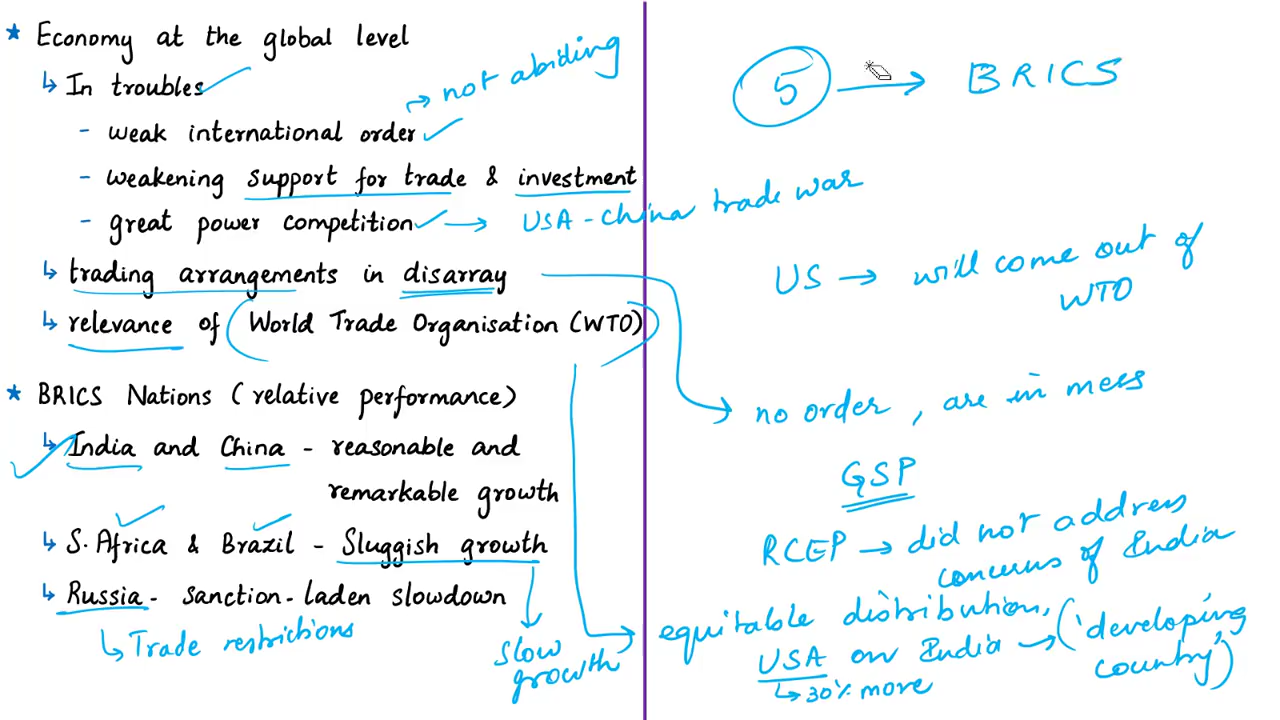 * Economy at the global level
↳ In troubles
- weak international order → not abiding
- weakening support for trade & investment
- great power competition → USA - China trade war
↳ trading arrangements in disarray
↳ relevance of (World Trade Organisation (WTO))
* BRICS Nations (relative performance)
↳ India and China - reasonable and
remarkable growth
↳ S. Africa & Brazil - Sluggish growth
↳ Russia - sanction-laden slowdown
↳ Trade restrictions
slow
growth
5 → BRICS
US → will come out of
WTO
no order, are in mess
GSP
RCEP → did not address
concerns of India
equitable distribution,
USA on India → ('developing
country')
↳ 30% more